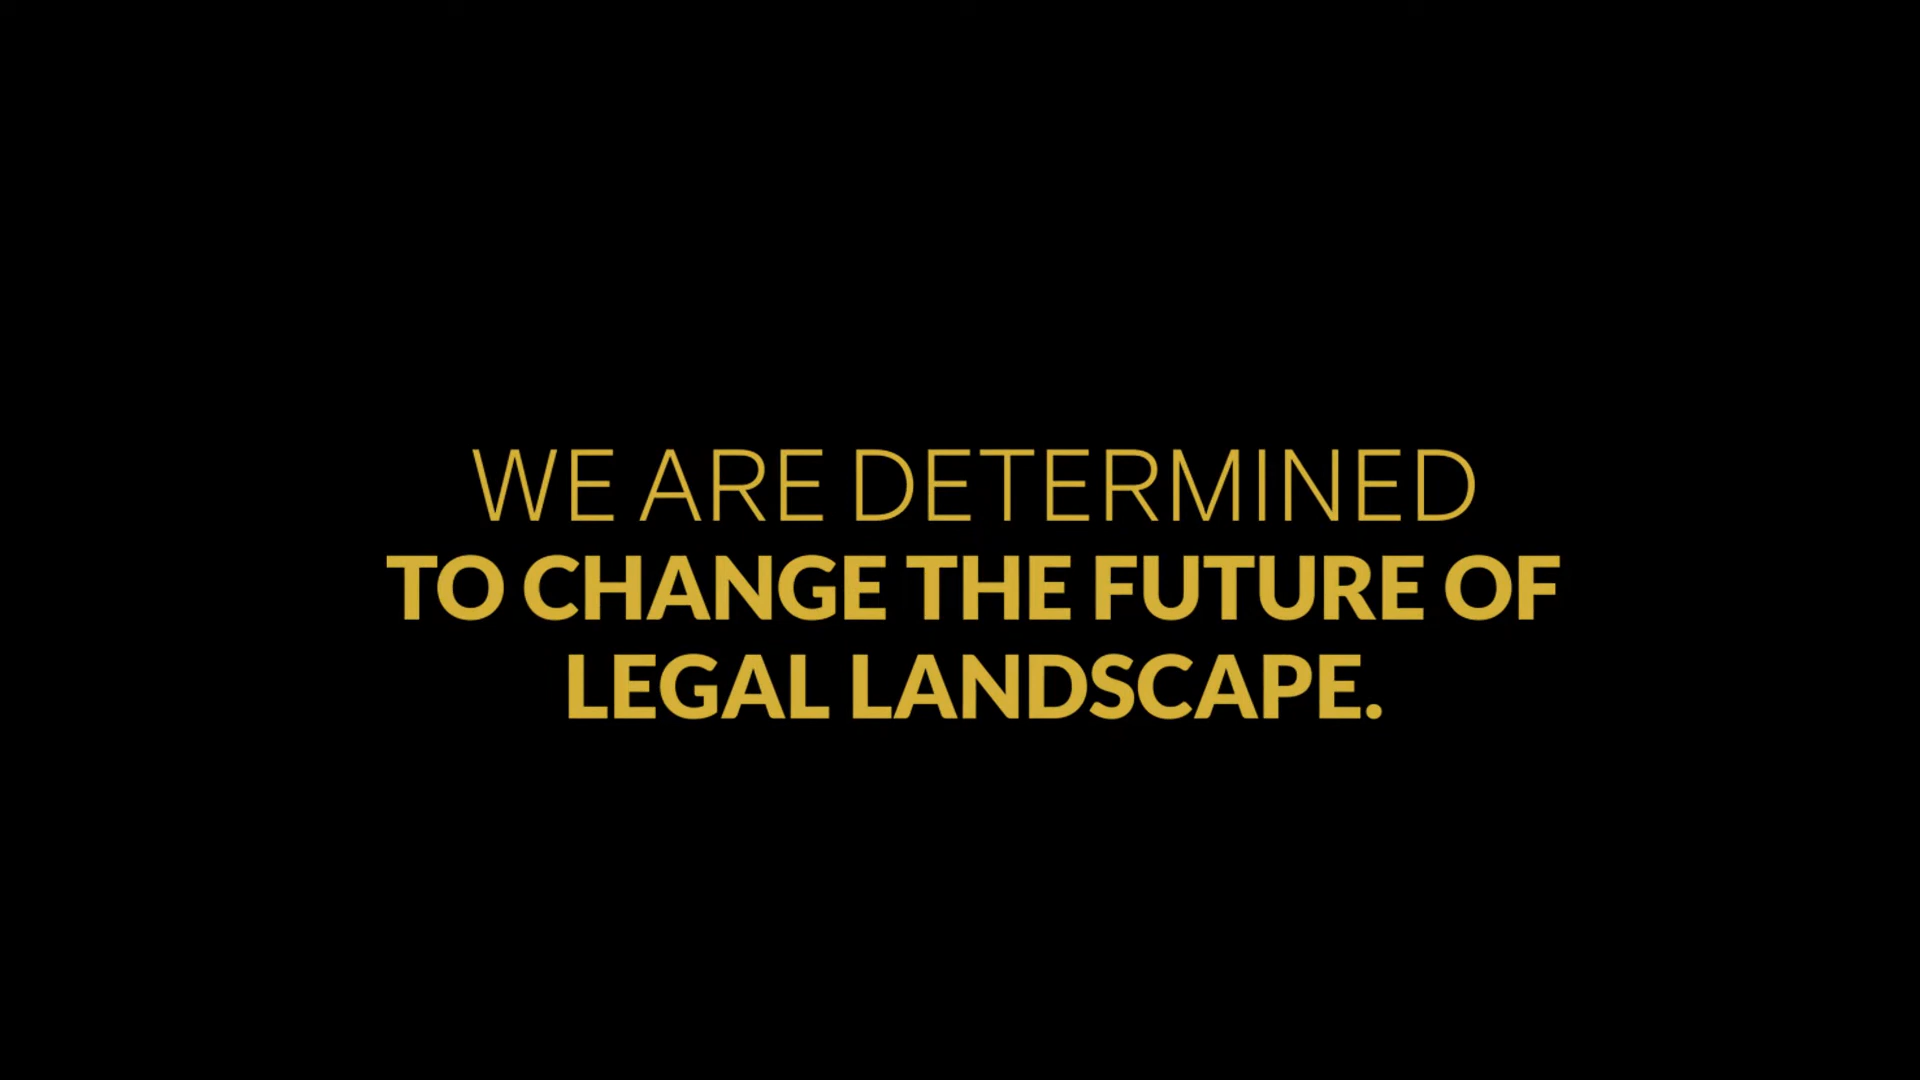 WE ARE DETERMINED
TO CHANGE THE FUTURE OF
LEGAL LANDSCAPE.